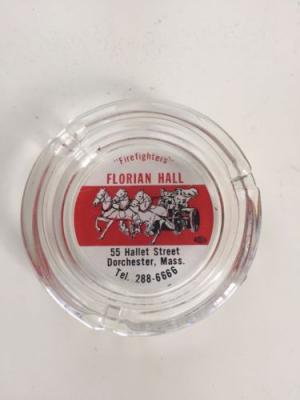 "Firefighters"
FLORIAN HALL
55 Hallet Street
Dorchester, Mass.
Tel. 288-6666